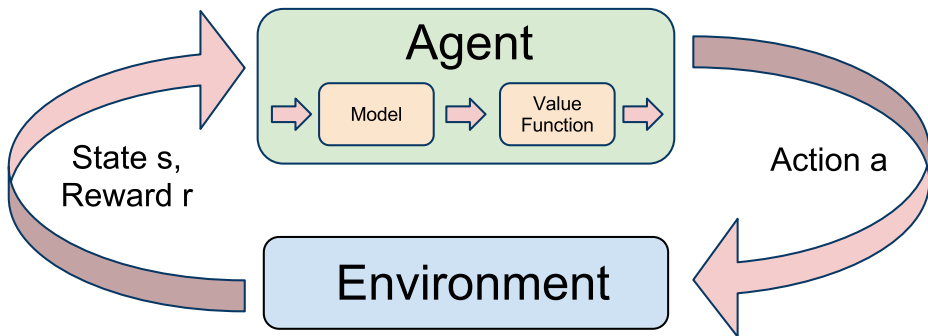 Agent
Model
Value
Function
State s,
Reward r
Action a
Environment